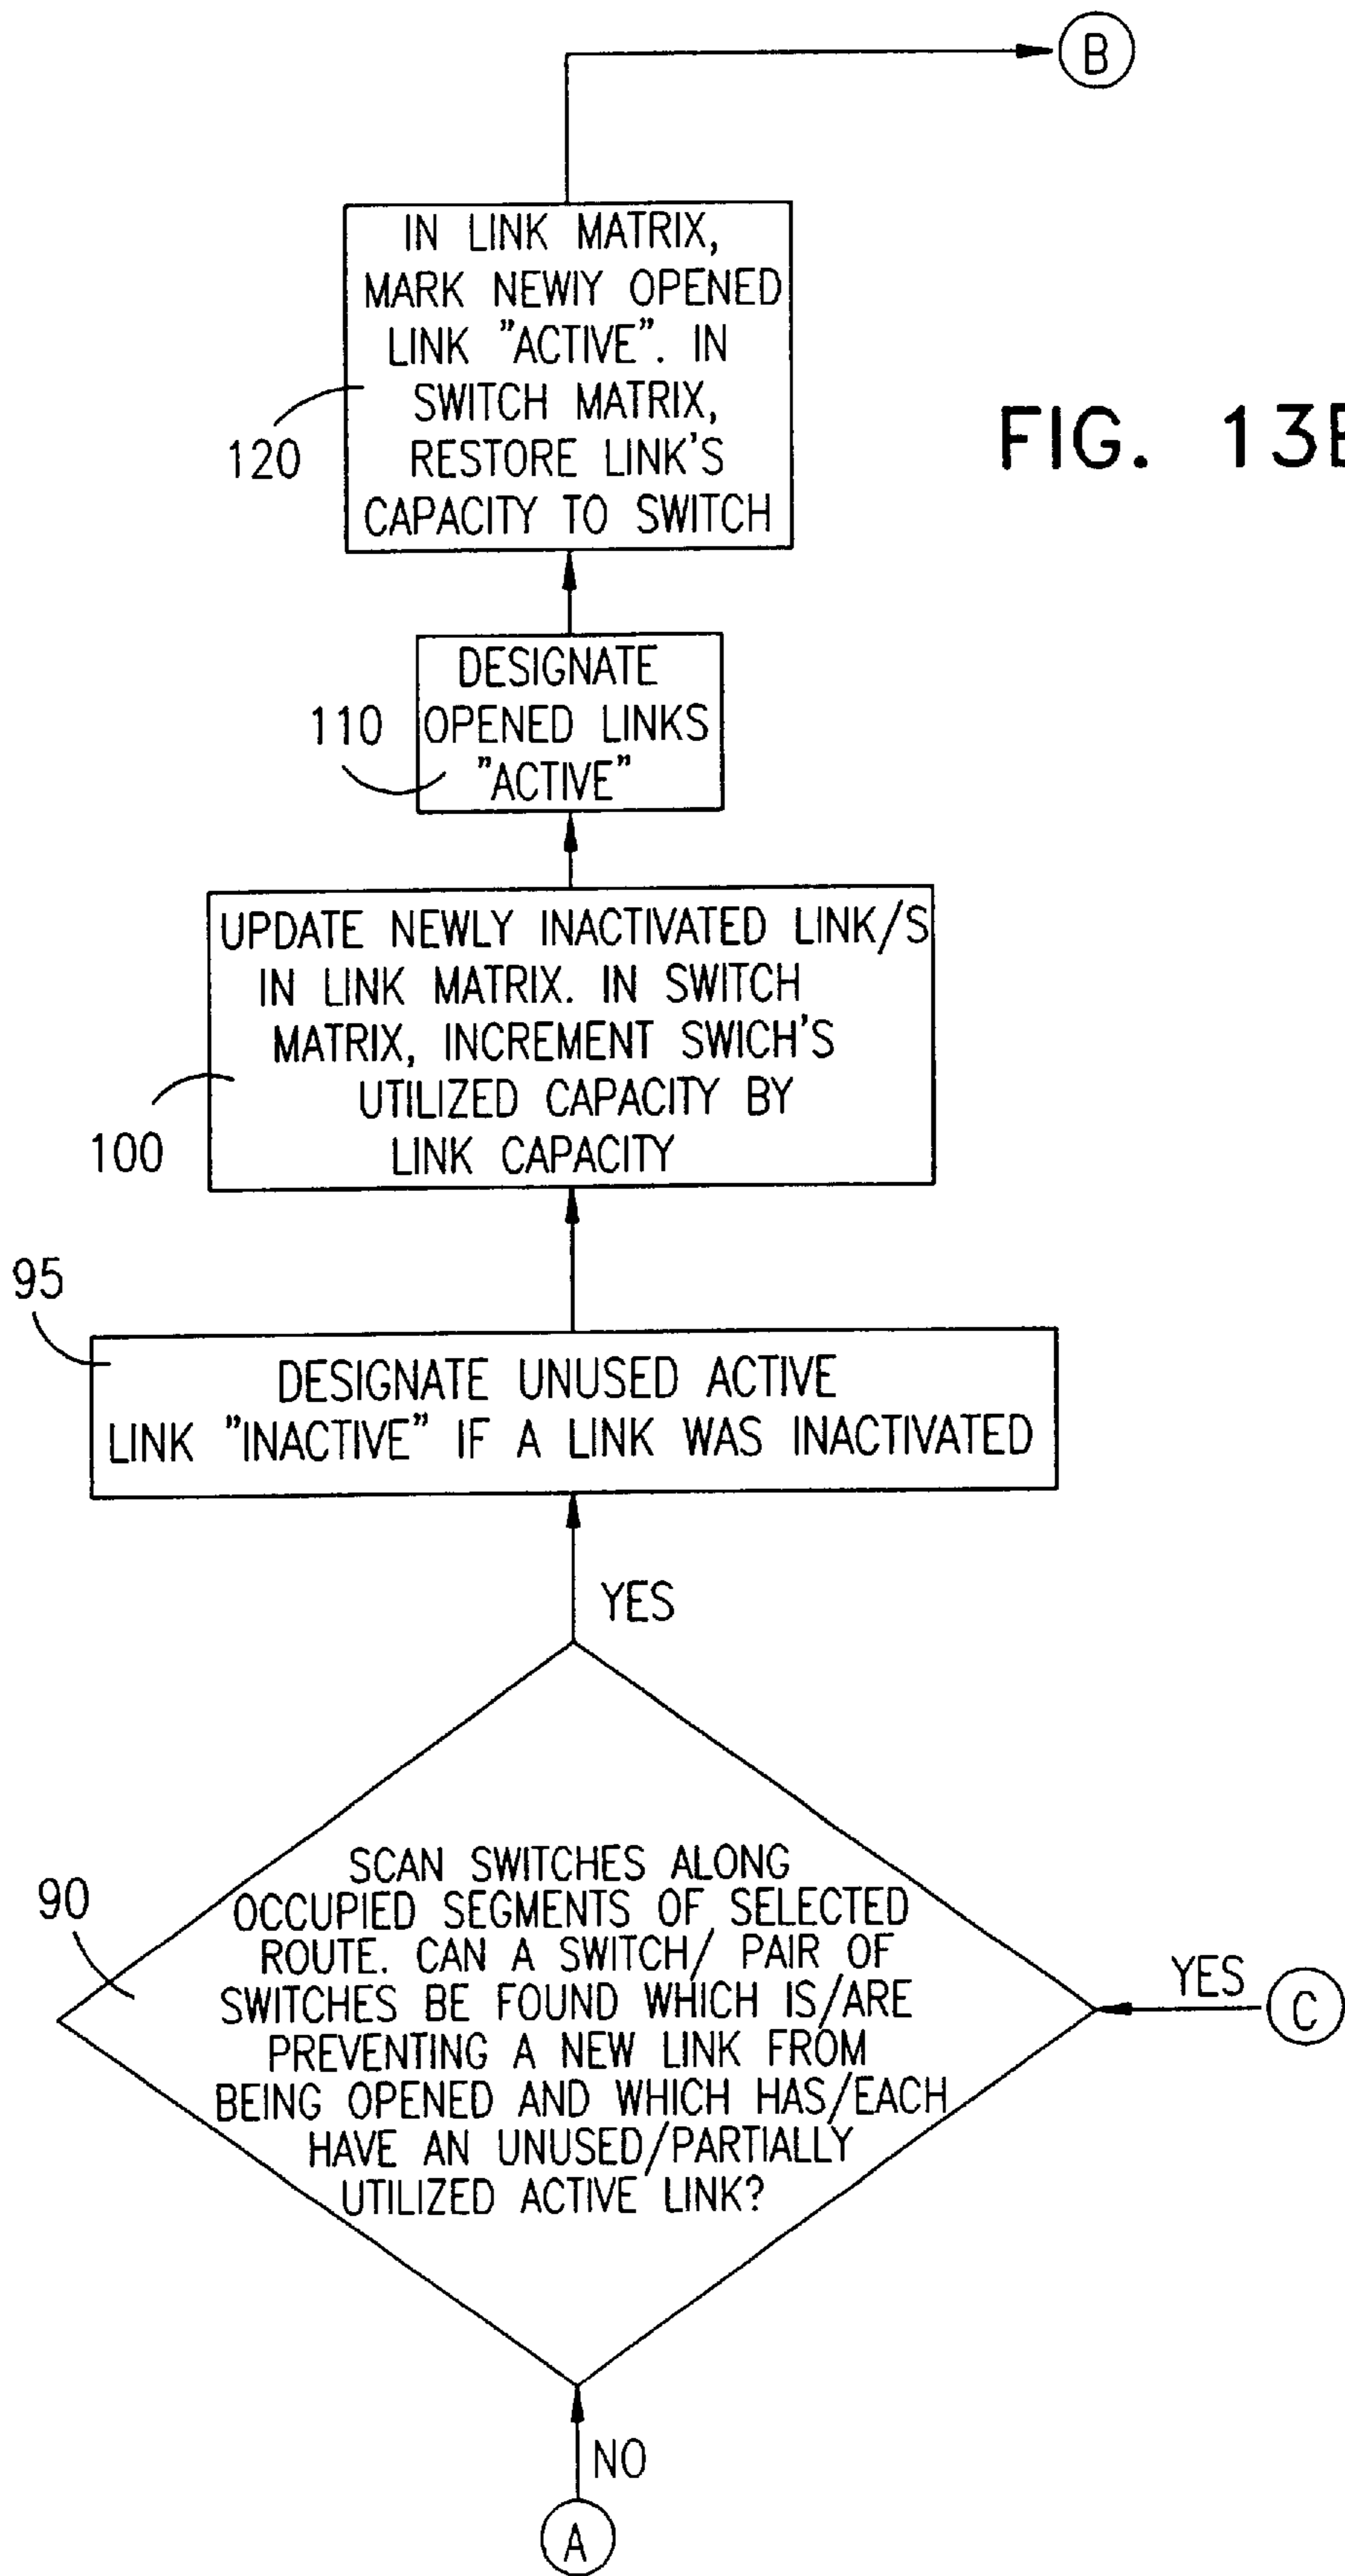 B
IN LINK MATRIX,
MARK NEWIY OPENED
LINK "ACTIVE". IN
SWITCH MATRIX,
RESTORE LINK'S
CAPACITY TO SWITCH
120
FIG. 13B
DESIGNATE
OPENED LINKS
"ACTIVE"
110
UPDATE NEWLY INACTIVATED LINK/S
IN LINK MATRIX. IN SWITCH
MATRIX, INCREMENT SWICH'S
UTILIZED CAPACITY BY
LINK CAPACITY
100
95
DESIGNATE UNUSED ACTIVE
LINK "INACTIVE" IF A LINK WAS INACTIVATED
YES
90
SCAN SWITCHES ALONG
OCCUPIED SEGMENTS OF SELECTED
ROUTE. CAN A SWITCH/ PAIR OF
SWITCHES BE FOUND WHICH IS/ARE
PREVENTING A NEW LINK FROM
BEING OPENED AND WHICH HAS/EACH
HAVE AN UNUSED/PARTIALLY
UTILIZED ACTIVE LINK?
YES
C
NO
A